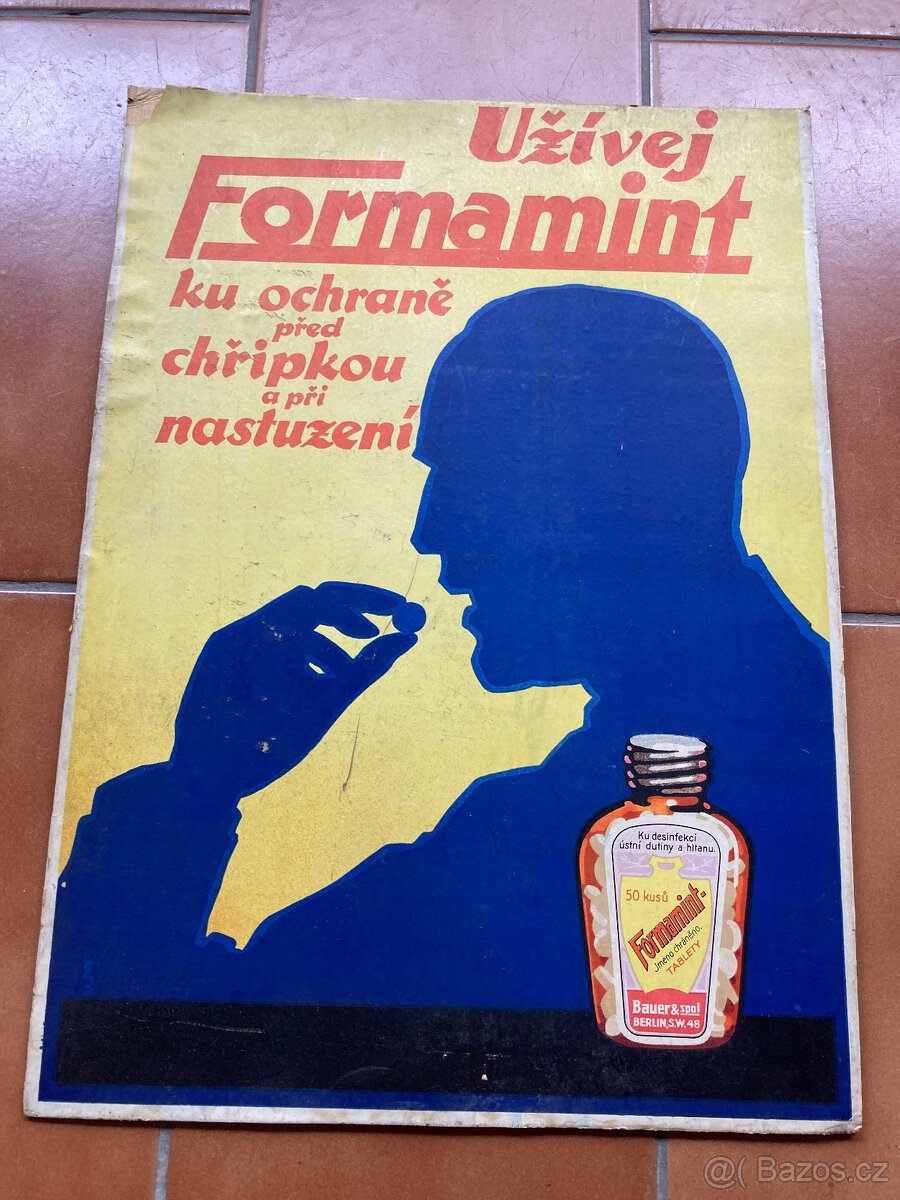 Užívej
Formamint
ku ochraně
před
chřipkou
a při
nastuzení
Ku desinfekci
ústní dutiny a hltanu.
50 kusů
Formamint-
Jmeno chráněno.
TABLETY
Bauer & spol
BERLIN, S.W. 48
@( Bazos.cz